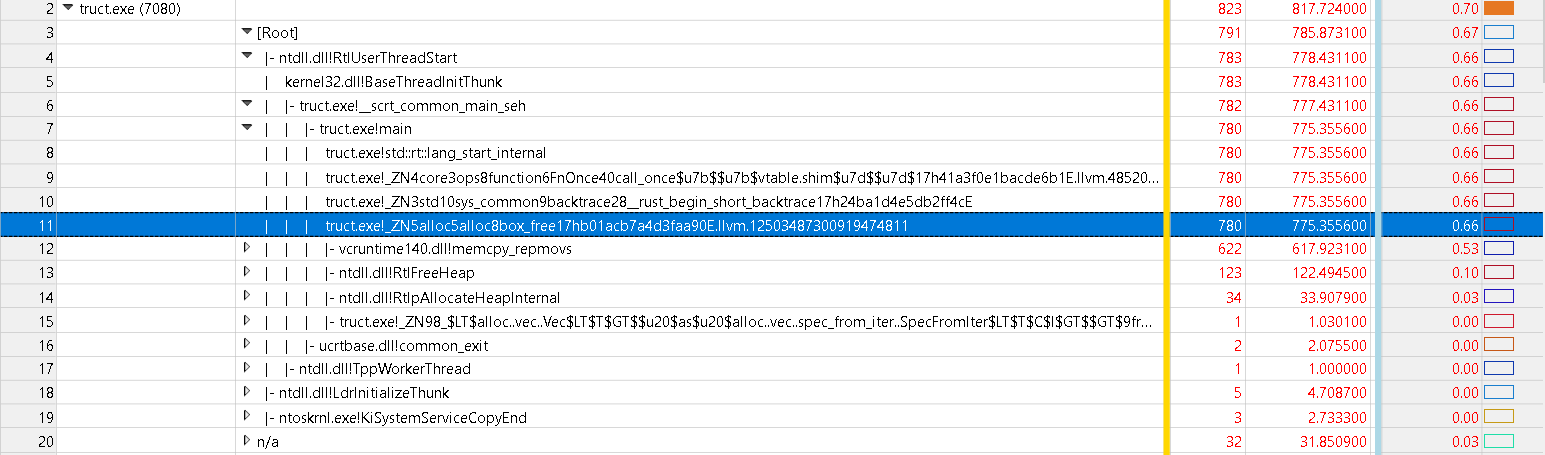 2 truct.exe (7080) 823 817.724000 0.70
3 [Root] 791 785.873100 0.67
4 |- ntdll.dll!RtlUserThreadStart 783 778.431100 0.66
5 | kernel32.dll!BaseThreadInitThunk 783 778.431100 0.66
6 | |- truct.exe!__scrt_common_main_seh 782 777.431100 0.66
7 | | |- truct.exe!main 780 775.355600 0.66
8 | | | truct.exe!std::rt::lang_start_internal 780 775.355600 0.66
9 | | | truct.exe!_ZN4core3ops8function6FnOnce40call_once$u7b$$u7b$vtable.shim$u7d$$u7d$17h41a3f0e1bacde6b1E.llvm.48520... 780 775.355600 0.66
10 | | | truct.exe!_ZN3std10sys_common9backtrace28__rust_begin_short_backtrace17h24ba1d4e5db2ff4cE 780 775.355600 0.66
11 | | | truct.exe!_ZN5alloc5alloc8box_free17hb01acb7a4d3faa90E.llvm.12503487300919474811 780 775.355600 0.66
12 | | | |- vcruntime140.dll!memcpy_repmovs 622 617.923100 0.53
13 | | | |- ntdll.dll!RtlFreeHeap 123 122.494500 0.10
14 | | | |- ntdll.dll!RtlpAllocateHeapInternal 34 33.907900 0.03
15 | | | |- truct.exe!_ZN98_$LT$alloc..vec..Vec$LT$T$GT$$u20$as$u20$alloc..vec..spec_from_iter..SpecFromIter$LT$T$C$I$GT$$GT$9fr... 1 1.030100 0.00
16 | | |- ucrtbase.dll!common_exit 2 2.075500 0.00
17 | |- ntdll.dll!TppWorkerThread 1 1.000000 0.00
18 |- ntdll.dll!LdrInitializeThunk 5 4.708700 0.00
19 |- ntoskrnl.exe!KiSystemServiceCopyEnd 3 2.733300 0.00
20 n/a 32 31.850900 0.03